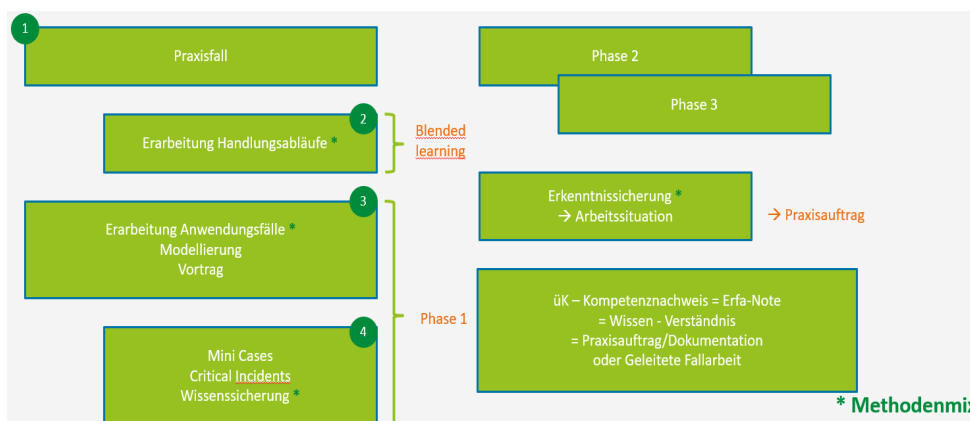 1
Praxisfall
2
Erarbeitung Handlungsabläufe *
Blended
learning
3
Erarbeitung Anwendungsfälle *
Modellierung
Vortrag
4
Mini Cases
Critical Incidents
Wissenssicherung *
Phase 1
Phase 2
Phase 3
Erkenntnissicherung *
→ Arbeitssituation
→ Praxisauftrag
üK – Kompetenznachweis = Erfa-Note
= Wissen - Verständnis
= Praxisauftrag/Dokumentation
oder Geleitete Fallarbeit
* Methodenmix